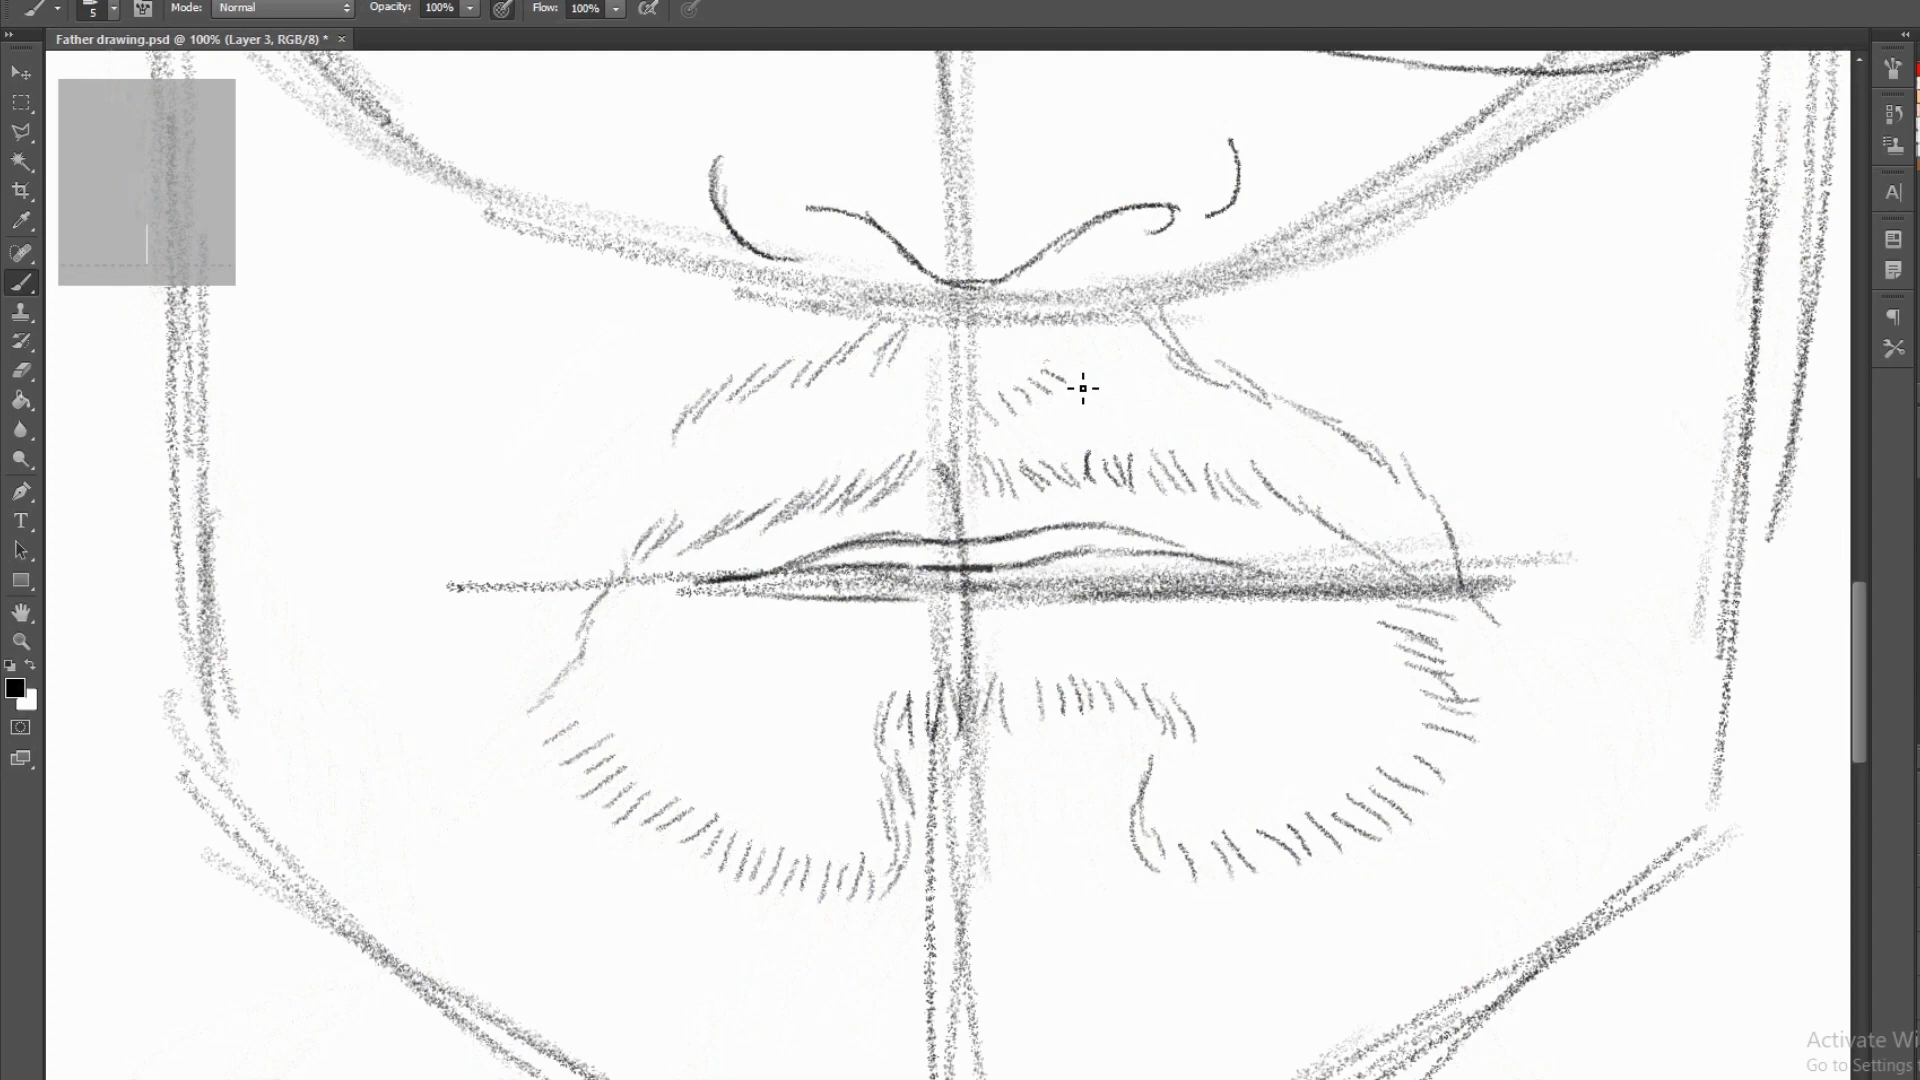 5 Mode: Normal Opacity: 100% Flow: 100%
Father drawing.psd @ 100% (Layer 3, RGB/8) *
Activate Wi
Go to Settings